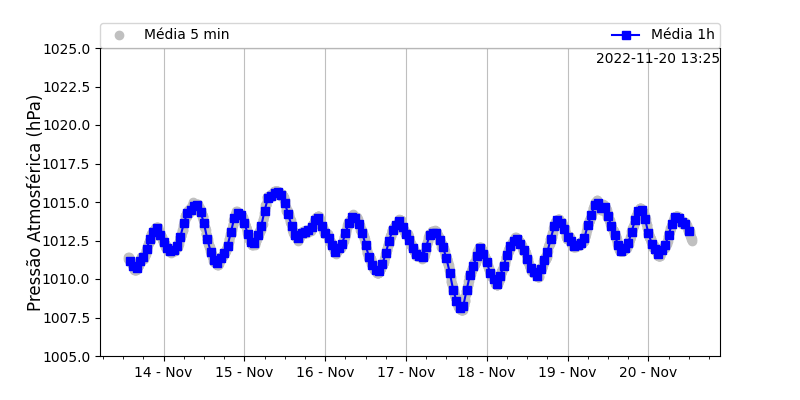 Média 5 min
Média 1h
2022-11-20 13:25
Pressão Atmosférica (hPa)
1025.0
1022.5
1020.0
1017.5
1015.0
1012.5
1010.0
1007.5
1005.0
14 - Nov
15 - Nov
16 - Nov
17 - Nov
18 - Nov
19 - Nov
20 - Nov